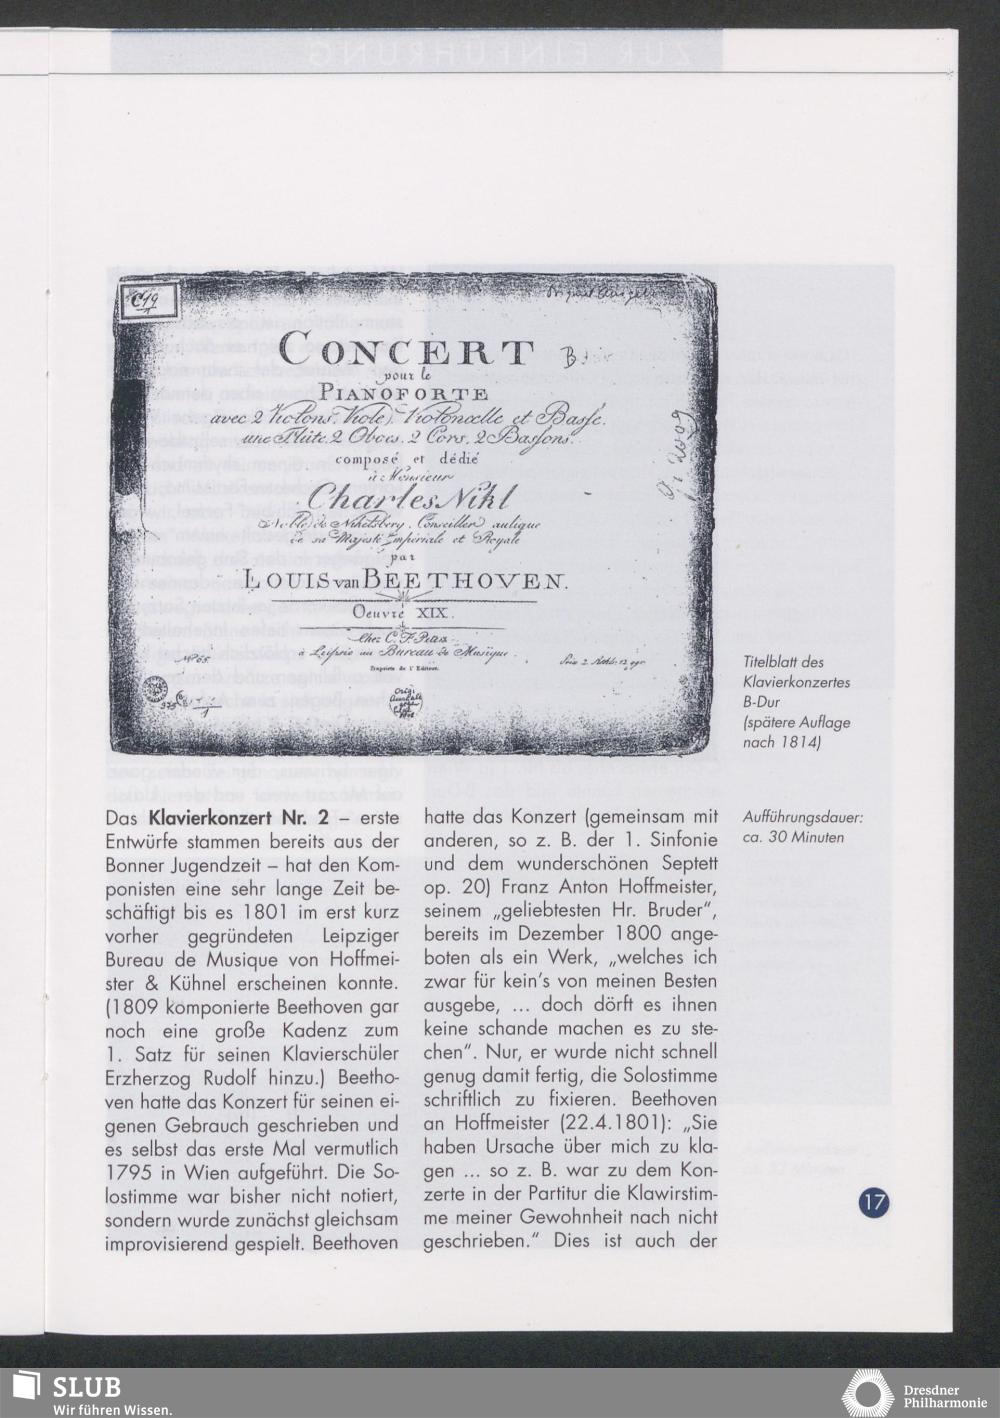 C19
1
CONCERT B.
pour le
PIANOFORTE
avec 2 Violons, Viole, Violoncelle et Basse.
une Flûte, 2 Oboes, 2 Cors, 2 Bassons.
composé et dédié
à Monsieur
Charles Nikl
Noble de Nikelsberg, Conseiller aulique
de sa Majesté Impériale et Royale
par
LOUIS van BEETHOVEN.
Oeuvre XIX.
Chez C. F. Peters
à Leipsic au Bureau de Musique.
Propriété de l'Editeur.
No 65.
Titelblatt des
Klavierkonzertes
B-Dur
(spätere Auflage
nach 1814)
Aufführungsdauer:
ca. 30 Minuten
Das Klavierkonzert Nr. 2 – erste
Entwürfe stammen bereits aus der
Bonner Jugendzeit – hat den Kom-
ponisten eine sehr lange Zeit be-
schäftigt bis es 1801 im erst kurz
vorher gegründeten Leipziger
Bureau de Musique von Hoffmei-
ster & Kühnel erscheinen konnte.
(1809 komponierte Beethoven gar
noch eine große Kadenz zum
1. Satz für seinen Klavierschüler
Erzherzog Rudolf hinzu.) Beetho-
ven hatte das Konzert für seinen ei-
genen Gebrauch geschrieben und
es selbst das erste Mal vermutlich
1795 in Wien aufgeführt. Die So-
lostimme war bisher nicht notiert,
sondern wurde zunächst gleichsam
improvisierend gespielt. Beethoven
hatte das Konzert (gemeinsam mit
anderen, so z. B. der 1. Sinfonie
und dem wunderschönen Septett
op. 20) Franz Anton Hoffmeister,
seinem „geliebtesten Hr. Bruder“,
bereits im Dezember 1800 ange-
boten als ein Werk, „welches ich
zwar für kein's von meinen Besten
ausgebe, ... doch dörft es ihnen
keine schande machen es zu ste-
chen“. Nur, er wurde nicht schnell
genug damit fertig, die Solostimme
schriftlich zu fixieren. Beethoven
an Hoffmeister (22.4.1801): „Sie
haben Ursache über mich zu kla-
gen ... so z. B. war zu dem Kon-
zerte in der Partitur die Klawirstim-
me meiner Gewohnheit nach nicht
geschrieben.“ Dies ist auch der
17
SLUB
Wir führen Wissen.
Dresdner
Philharmonie